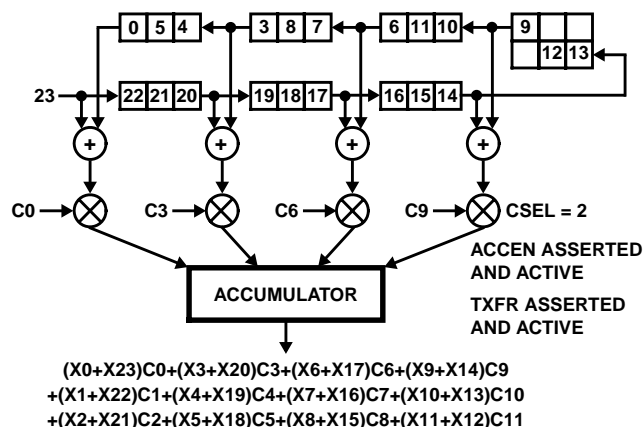 0 5 4 3 8 7 6 11 10 9
12 13
23 22 21 20 19 18 17 16 15 14
+ + + +
C0 C3 C6 C9 CSEL = 2
ACCEN ASSERTED
AND ACTIVE
ACCUMULATOR
TXFR ASSERTED
AND ACTIVE
(X0+X23)C0+(X3+X20)C3+(X6+X17)C6+(X9+X14)C9
+(X1+X22)C1+(X4+X19)C4+(X7+X16)C7+(X10+X13)C10
+(X2+X21)C2+(X5+X18)C5+(X8+X15)C8+(X11+X12)C11